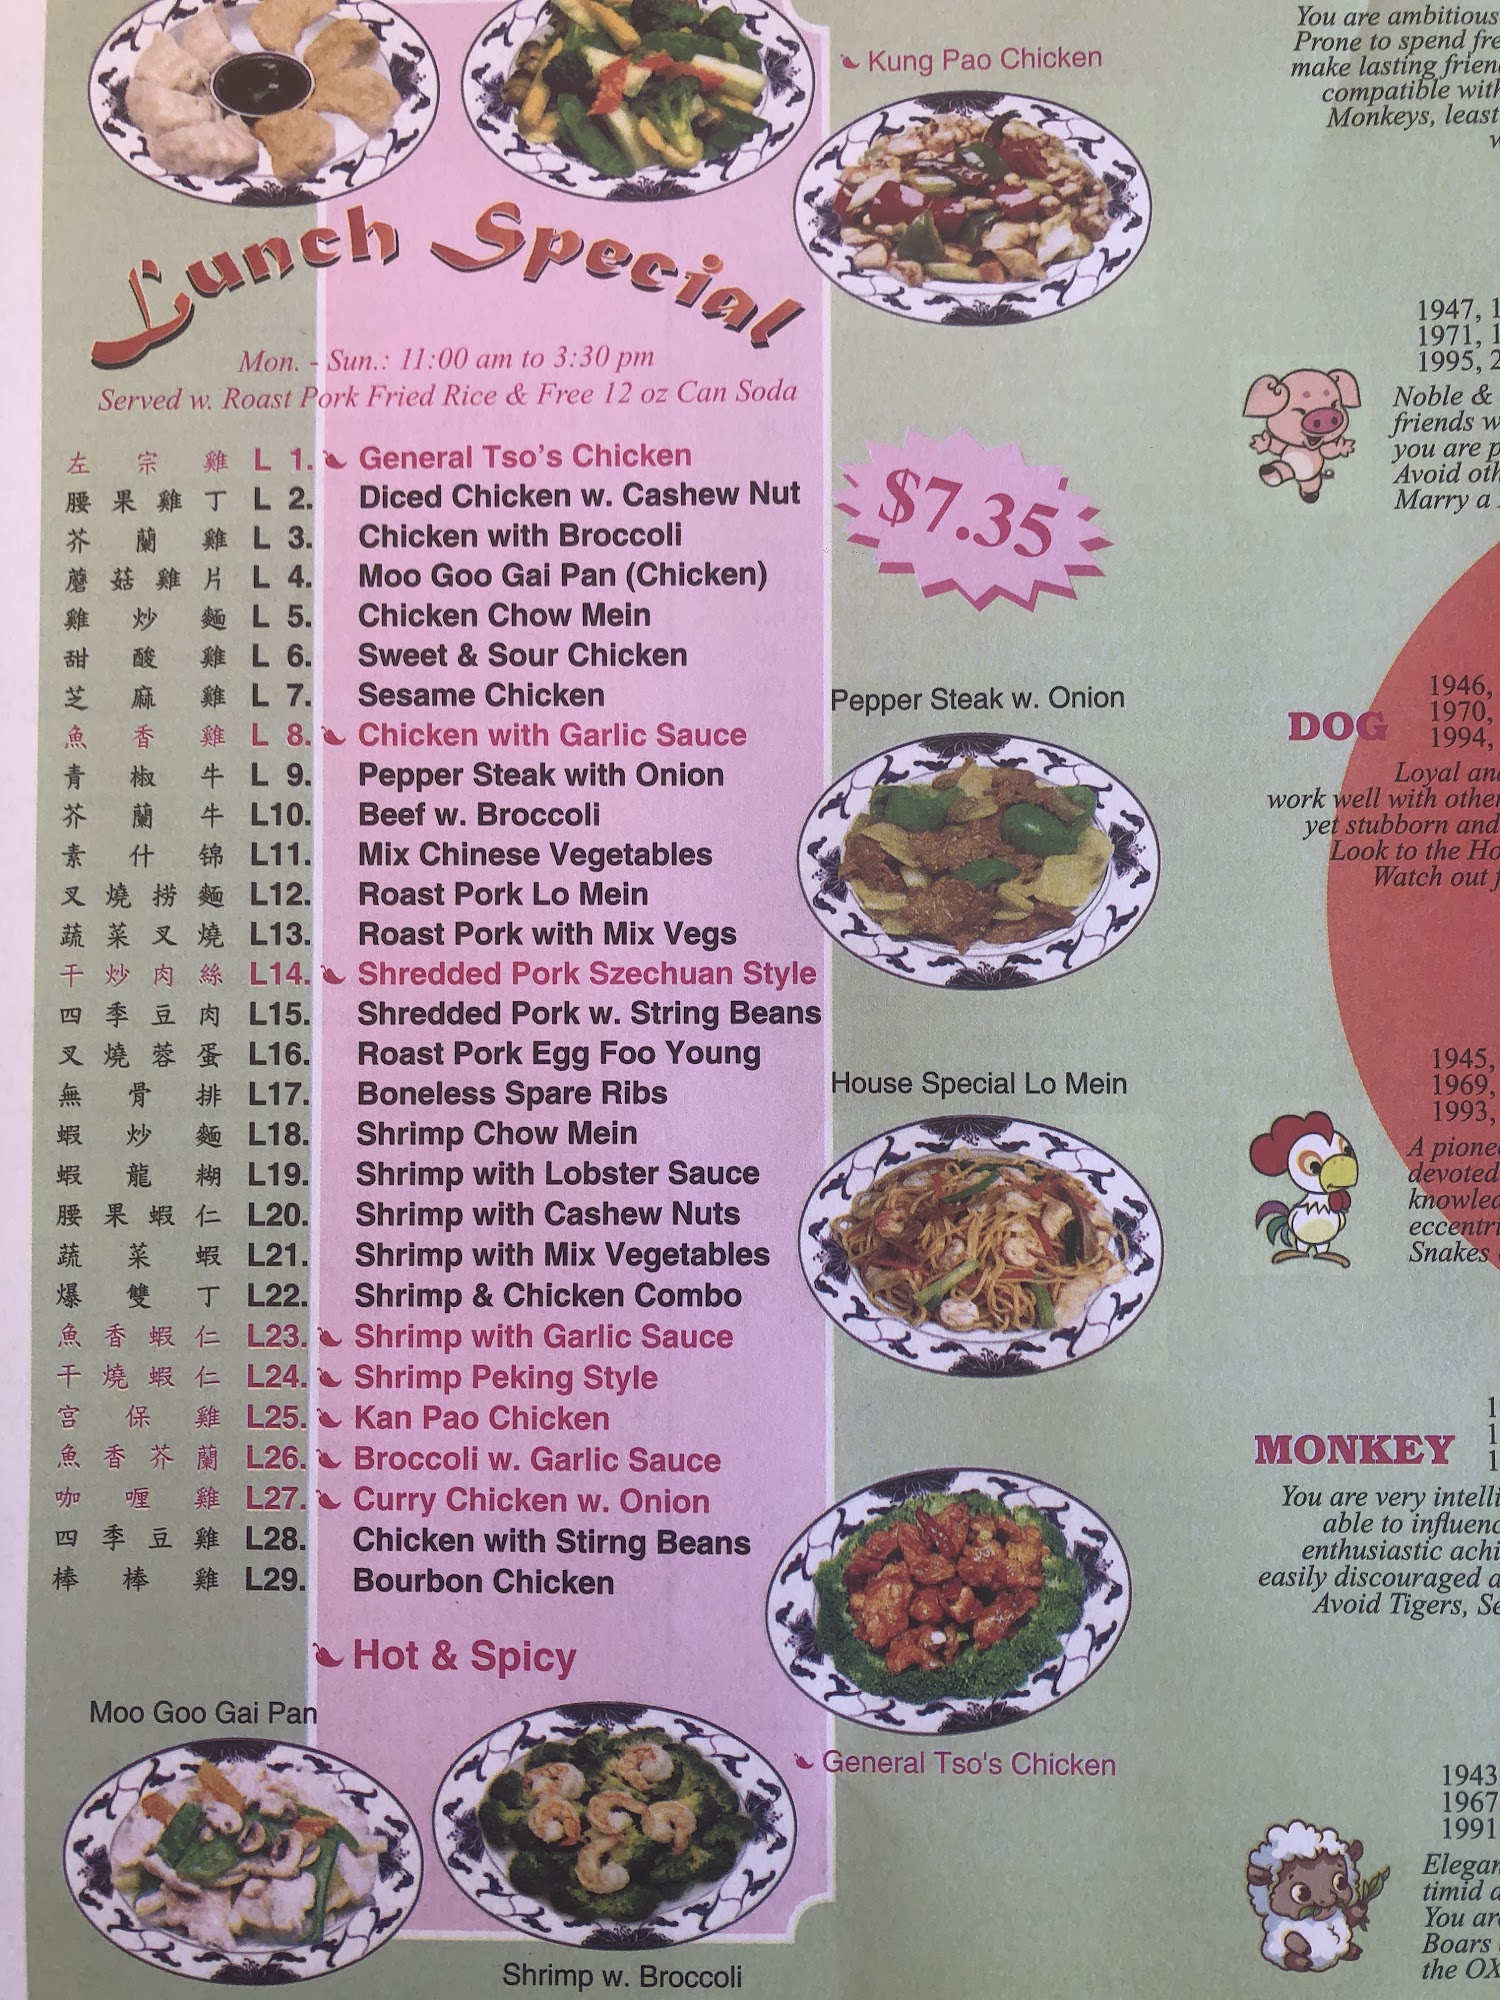 Kung Pao Chicken
Lunch Special
Mon. - Sun.: 11:00 am to 3:30 pm
Served w. Roast Pork Fried Rice & Free 12 oz Can Soda
左宗雞 L 1. General Tso's Chicken
腰果雞丁 L 2. Diced Chicken w. Cashew Nut
芥蘭雞 L 3. Chicken with Broccoli
蘑菇雞片 L 4. Moo Goo Gai Pan (Chicken)
雞炒麵 L 5. Chicken Chow Mein
甜酸雞 L 6. Sweet & Sour Chicken
芝麻雞 L 7. Sesame Chicken
魚香雞 L 8. Chicken with Garlic Sauce
青椒牛 L 9. Pepper Steak with Onion
芥蘭牛 L10. Beef w. Broccoli
素什锦 L11. Mix Chinese Vegetables
叉燒捞麵 L12. Roast Pork Lo Mein
蔬菜叉燒 L13. Roast Pork with Mix Vegs
干炒肉絲 L14. Shredded Pork Szechuan Style
四季豆肉 L15. Shredded Pork w. String Beans
叉燒蓉蛋 L16. Roast Pork Egg Foo Young
無骨排 L17. Boneless Spare Ribs
蝦炒麵 L18. Shrimp Chow Mein
蝦龍糊 L19. Shrimp with Lobster Sauce
腰果蝦仁 L20. Shrimp with Cashew Nuts
蔬菜蝦 L21. Shrimp with Mix Vegetables
爆雙丁 L22. Shrimp & Chicken Combo
魚香蝦仁 L23. Shrimp with Garlic Sauce
干燒蝦仁 L24. Shrimp Peking Style
宫保雞 L25. Kan Pao Chicken
魚香芥蘭 L26. Broccoli w. Garlic Sauce
咖喱雞 L27. Curry Chicken w. Onion
四季豆雞 L28. Chicken with Stirng Beans
棒棒雞 L29. Bourbon Chicken
Hot & Spicy
Moo Goo Gai Pan
Shrimp w. Broccoli
$7.35
Pepper Steak w. Onion
House Special Lo Mein
General Tso's Chicken
You are ambitious
Prone to spend
make lasting
compatible with
Monkeys, least
1947,
1971,
1995,
Noble &
friends
you are
Avoid
Marry a
DOG
1946,
1970,
1994,
Loyal
work well with
yet stubborn and
Look to the
Watch out
1945,
1969,
1993,
A
devoted
eccentri
Snakes
MONKEY
You are very
able to
enthusiastic
easily discouraged
Avoid Tigers,
1943
1967
1991
timid
You
Boars
the